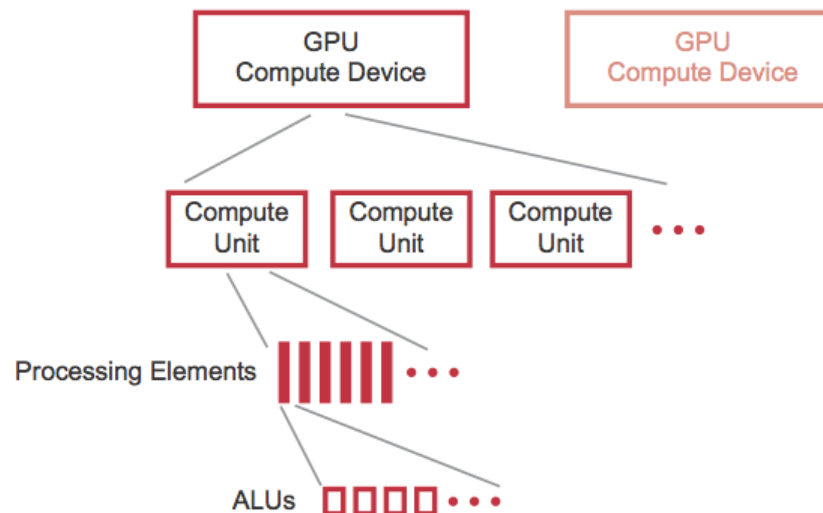 GPU
Compute Device
GPU
Compute Device
Compute
Unit
Compute
Unit
Compute
Unit
Processing Elements
ALUs